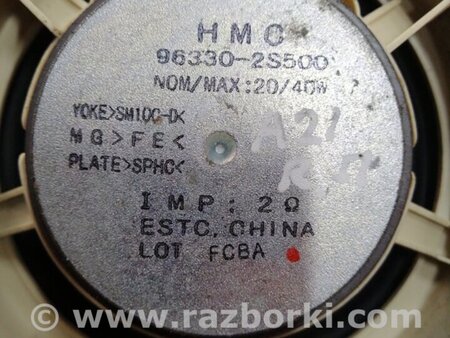 HMC
96330-2S500
NOM/MAX:20/40W
YOKE>SM10C-D<
MG>FE<
PLATE>SPHC<
A21
IMP: 2Ω
ESTC, CHINA
LOT FCBA
www.razborki.com